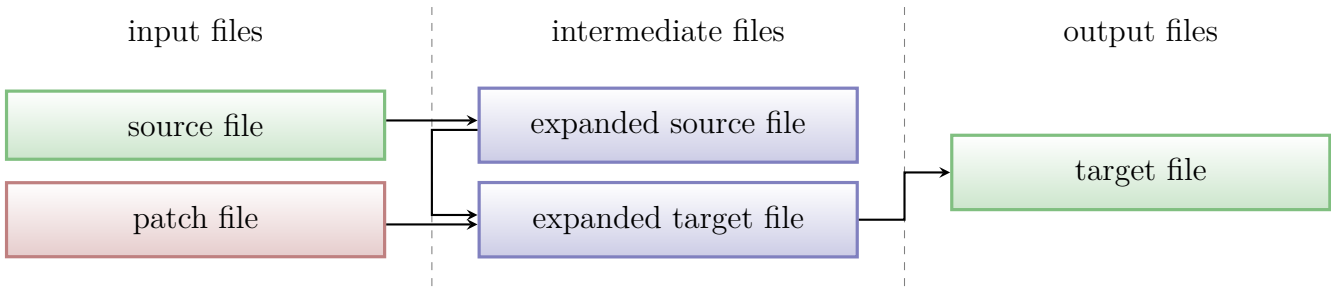 input files
intermediate files
output files
source file
expanded source file
target file
patch file
expanded target file